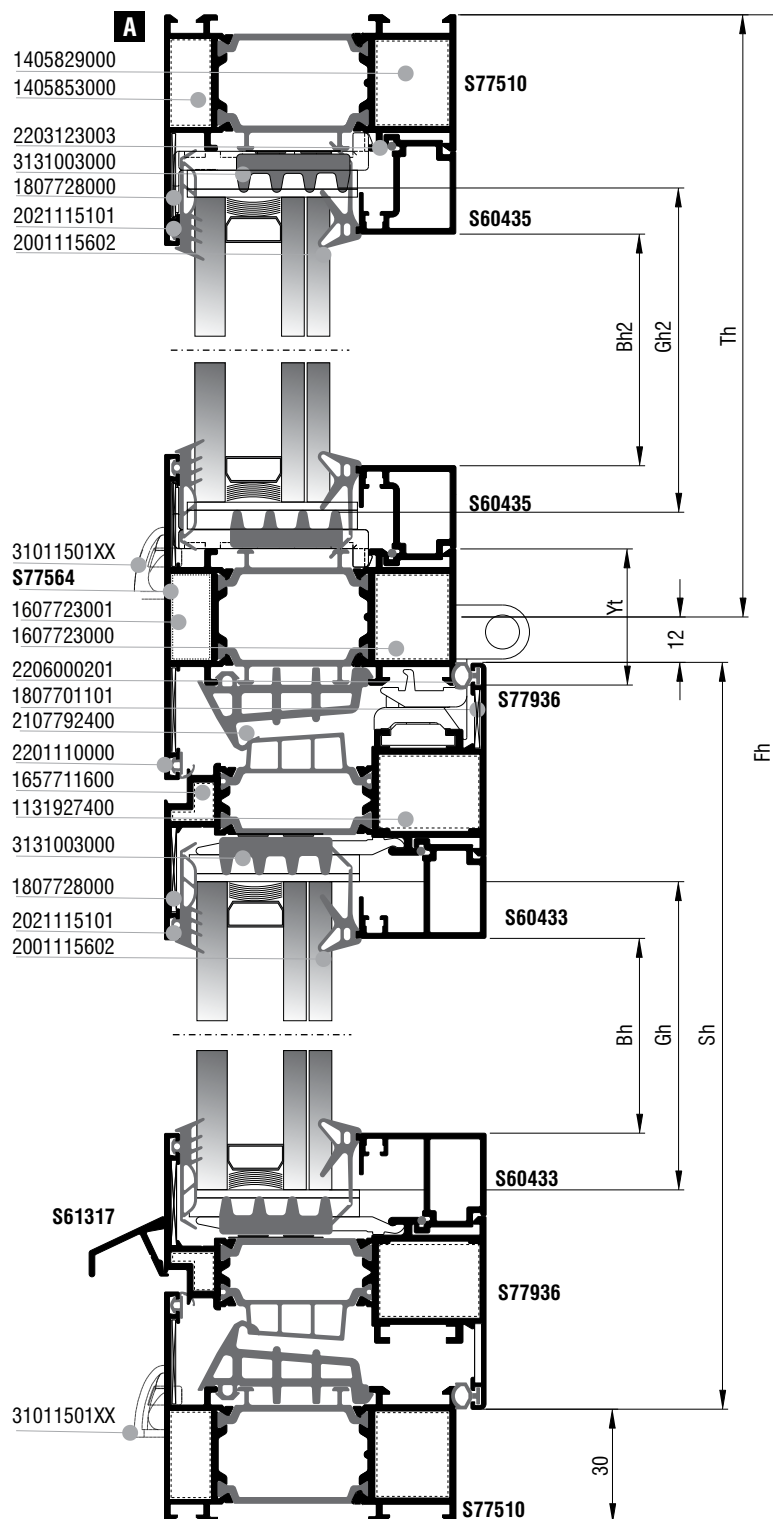 A
1405829000
1405853000
S77510
2203123003
3131003000
1807728000
2021115101
2001115602
S60435
Bh2
Gh2
Th
S60435
31011501XX
S77564
1607723001
1607723000
Yt
12
2206000201
1807701101
S77936
2107792400
2201110000
1657711600
1131927400
3131003000
1807728000
2021115101
2001115602
S60433
Fh
Bh
Gh
Sh
S60433
S61317
S77936
31011501XX
30
S77510